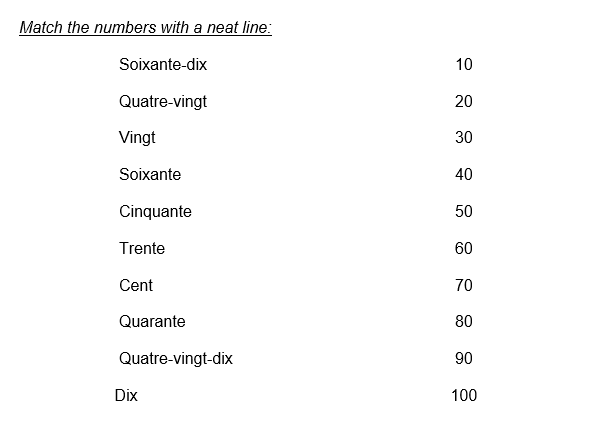 Match the numbers with a neat line:
Soixante-dix 10
Quatre-vingt 20
Vingt 30
Soixante 40
Cinquante 50
Trente 60
Cent 70
Quarante 80
Quatre-vingt-dix 90
Dix 100